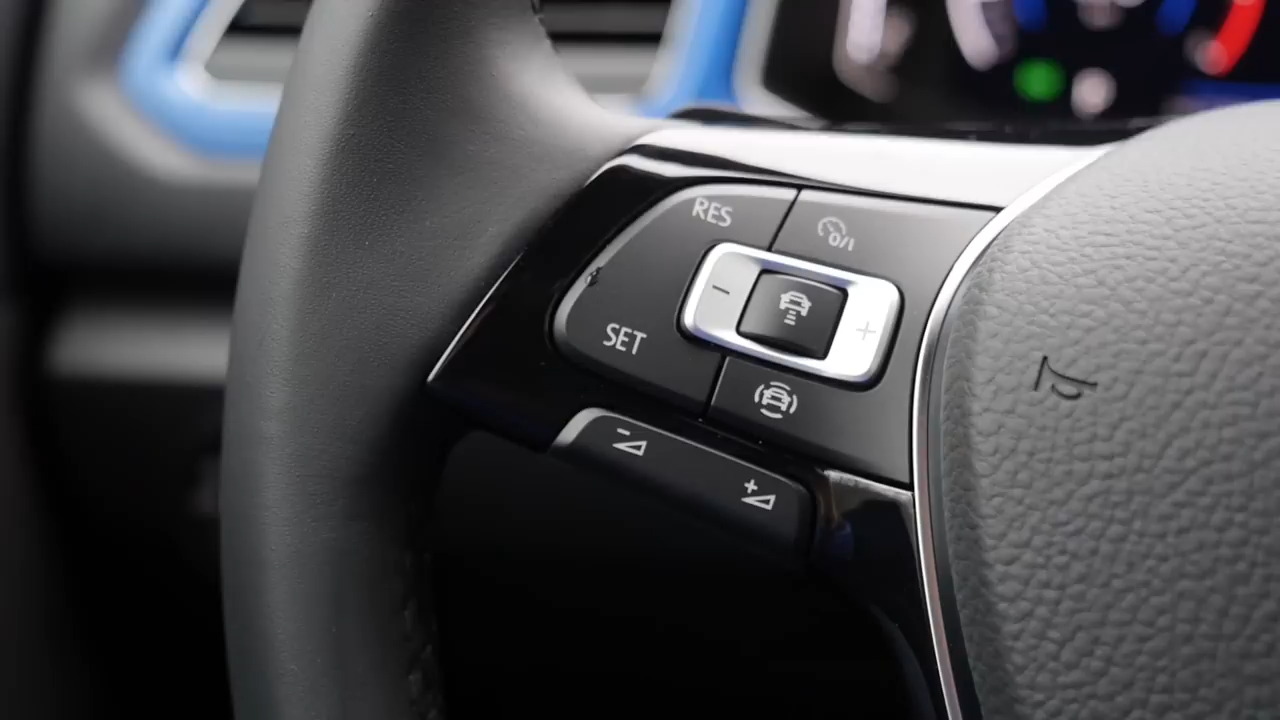 RES
0/I
-
+
SET
-
+